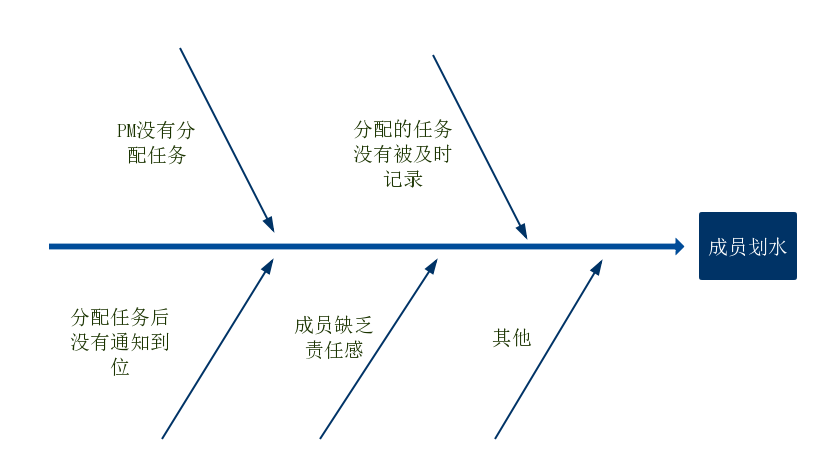 PM没有分
配任务
分配的任务
没有被及时
记录
成员划水
分配任务后
没有通知到
位
成员缺乏
责任感
其他